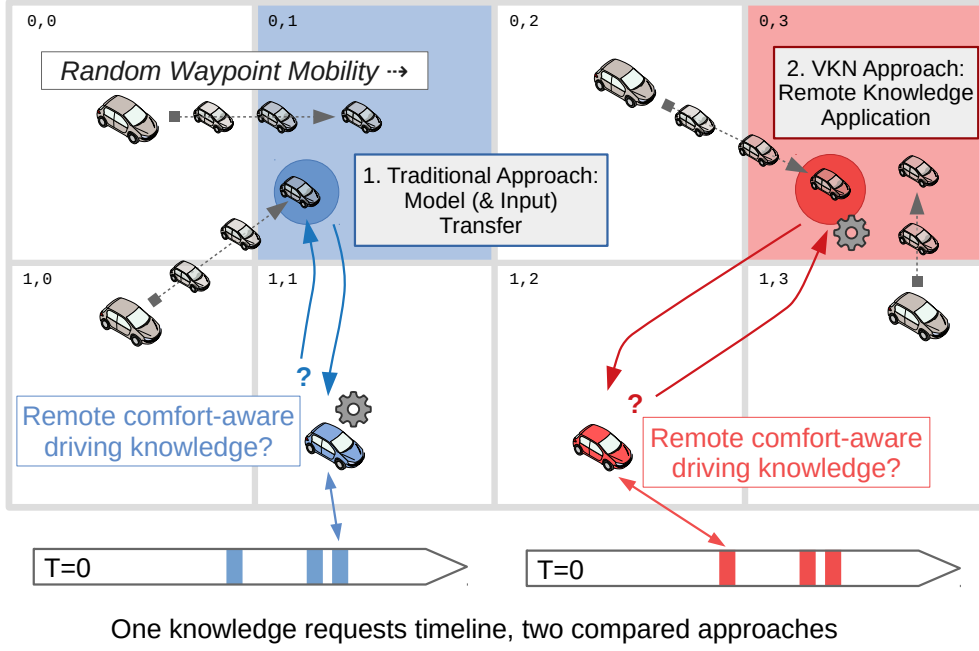 0,0
0,1
0,2
0,3
Random Waypoint Mobility ⇢
2. VKN Approach:
Remote Knowledge
Application
1. Traditional Approach:
Model (& Input)
Transfer
1,0
1,1
1,2
1,3
?
?
Remote comfort-aware
driving knowledge?
Remote comfort-aware
driving knowledge?
T=0
T=0
One knowledge requests timeline, two compared approaches